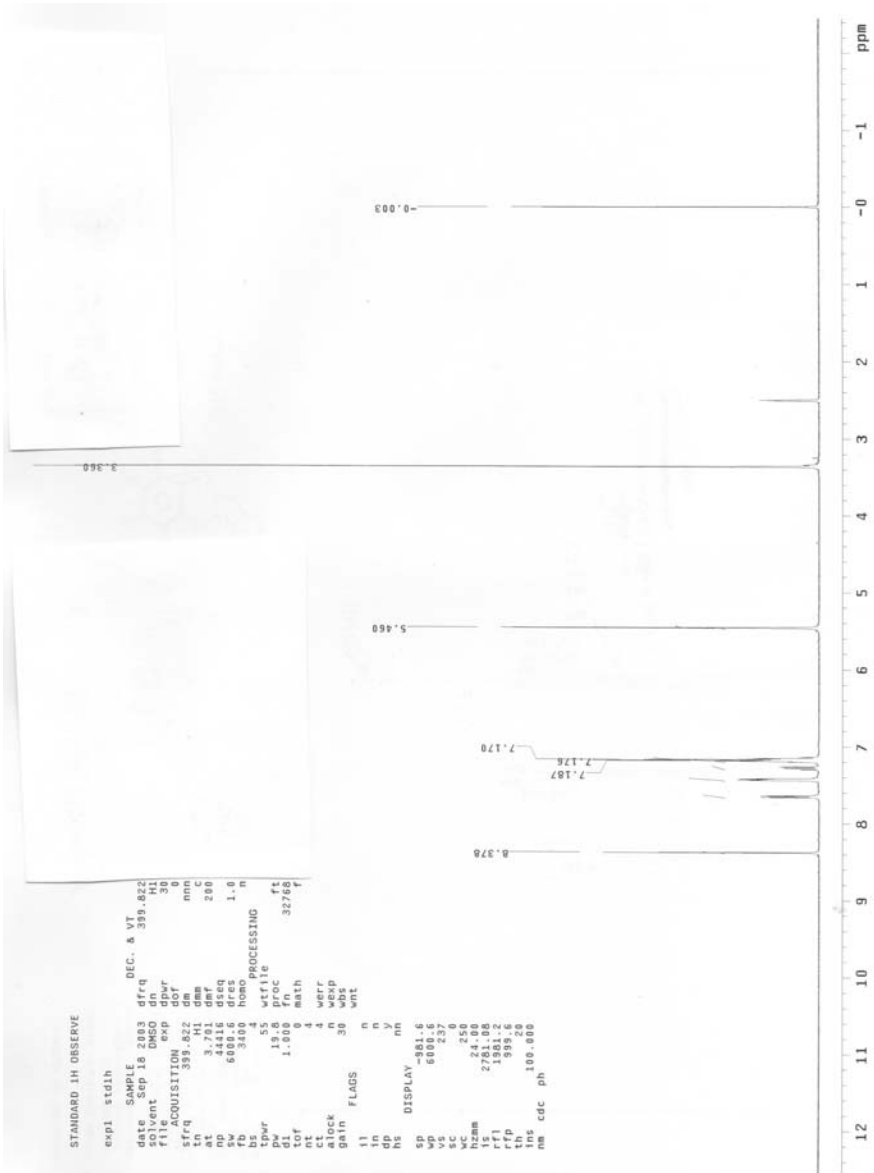 STANDARD 1H OBSERVE
exp1 stdih
SAMPLE DEC. & VT
date Sep 18 2003 dfrq 399.822
solvent DMSO dn H1
file exp dpwr 30
ACQUISITION dof 0
sfrq 399.822 dm nnn
tn H1 dmm c
at 3.701 dmf 200
np 44416 dseq
sw 6000.6 dres 1.0
fb 3400 homo n
bs 4 PROCESSING
tpwr 55 wtfile
pw 19.8 proc ft
d1 1.000 fn 32768
tof 0 math f
nt 4
ct 4 werr
alock n wexp
gain 30 wbs
FLAGS wnt
il n
in n
dp y
hs nn
DISPLAY
sp -981.6
wp 6000.6
vs 237
sc 0
wc 250
hzmm 24.00
is 2781.08
rfl 1981.2
rfp 999.6
th 20
ins 100.000
nm cdc ph
8.378
7.187
7.176
7.170
5.460
3.360
-0.003
12 11 10 9 8 7 6 5 4 3 2 1 -0 -1 ppm